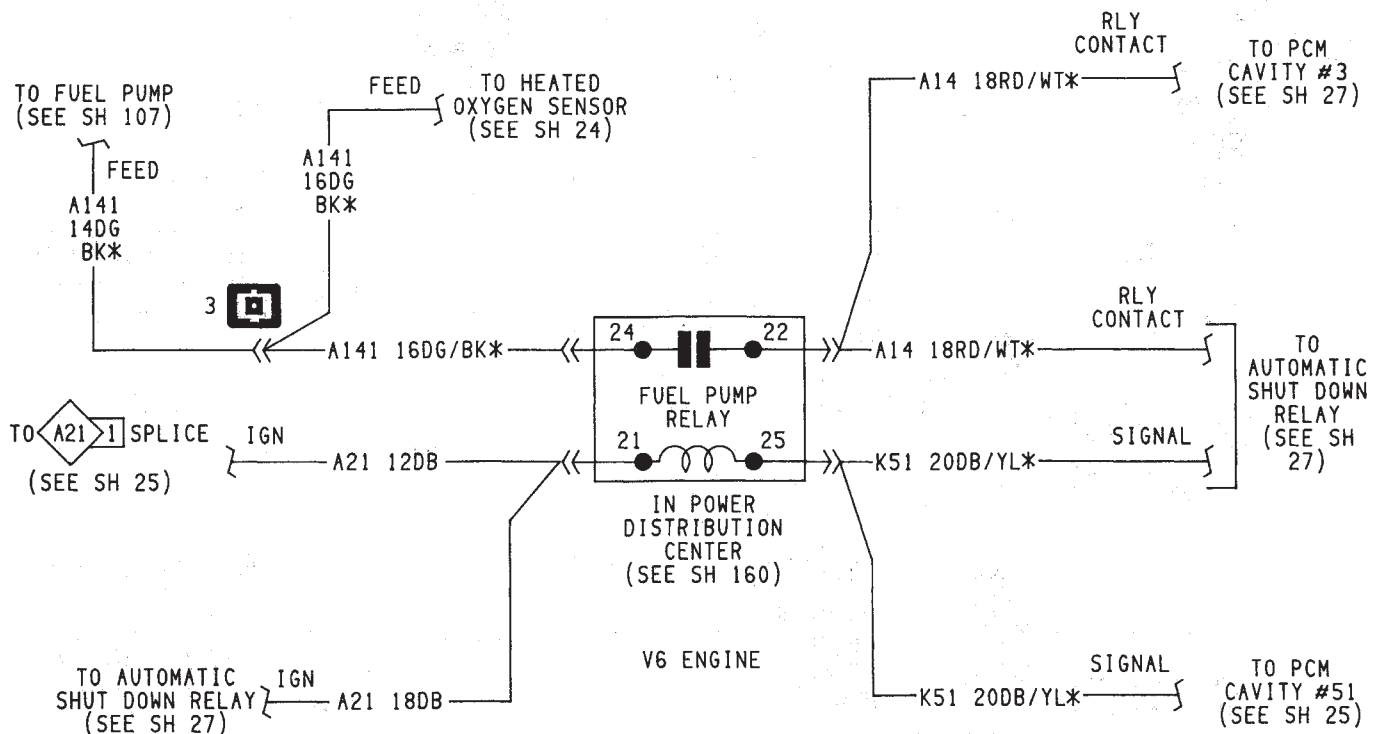 RLY
CONTACT
TO PCM
CAVITY #3
(SEE SH 27)
A14 18RD/WT*
TO FUEL PUMP
(SEE SH 107)
FEED
FEED
TO HEATED
OXYGEN SENSOR
(SEE SH 24)
A141
16DG
BK*
A141
14DG
BK*
3
A141 16DG/BK*
24
22
FUEL PUMP
RELAY
21
25
RLY
CONTACT
A14 18RD/WT*
TO
AUTOMATIC
SHUT DOWN
RELAY
(SEE SH
27)
SIGNAL
K51 20DB/YL*
TO A21 1 SPLICE
(SEE SH 25)
IGN
A21 12DB
IN POWER
DISTRIBUTION
CENTER
(SEE SH 160)
V6 ENGINE
TO AUTOMATIC
SHUT DOWN RELAY
(SEE SH 27)
IGN
A21 18DB
SIGNAL
K51 20DB/YL*
TO PCM
CAVITY #51
(SEE SH 25)